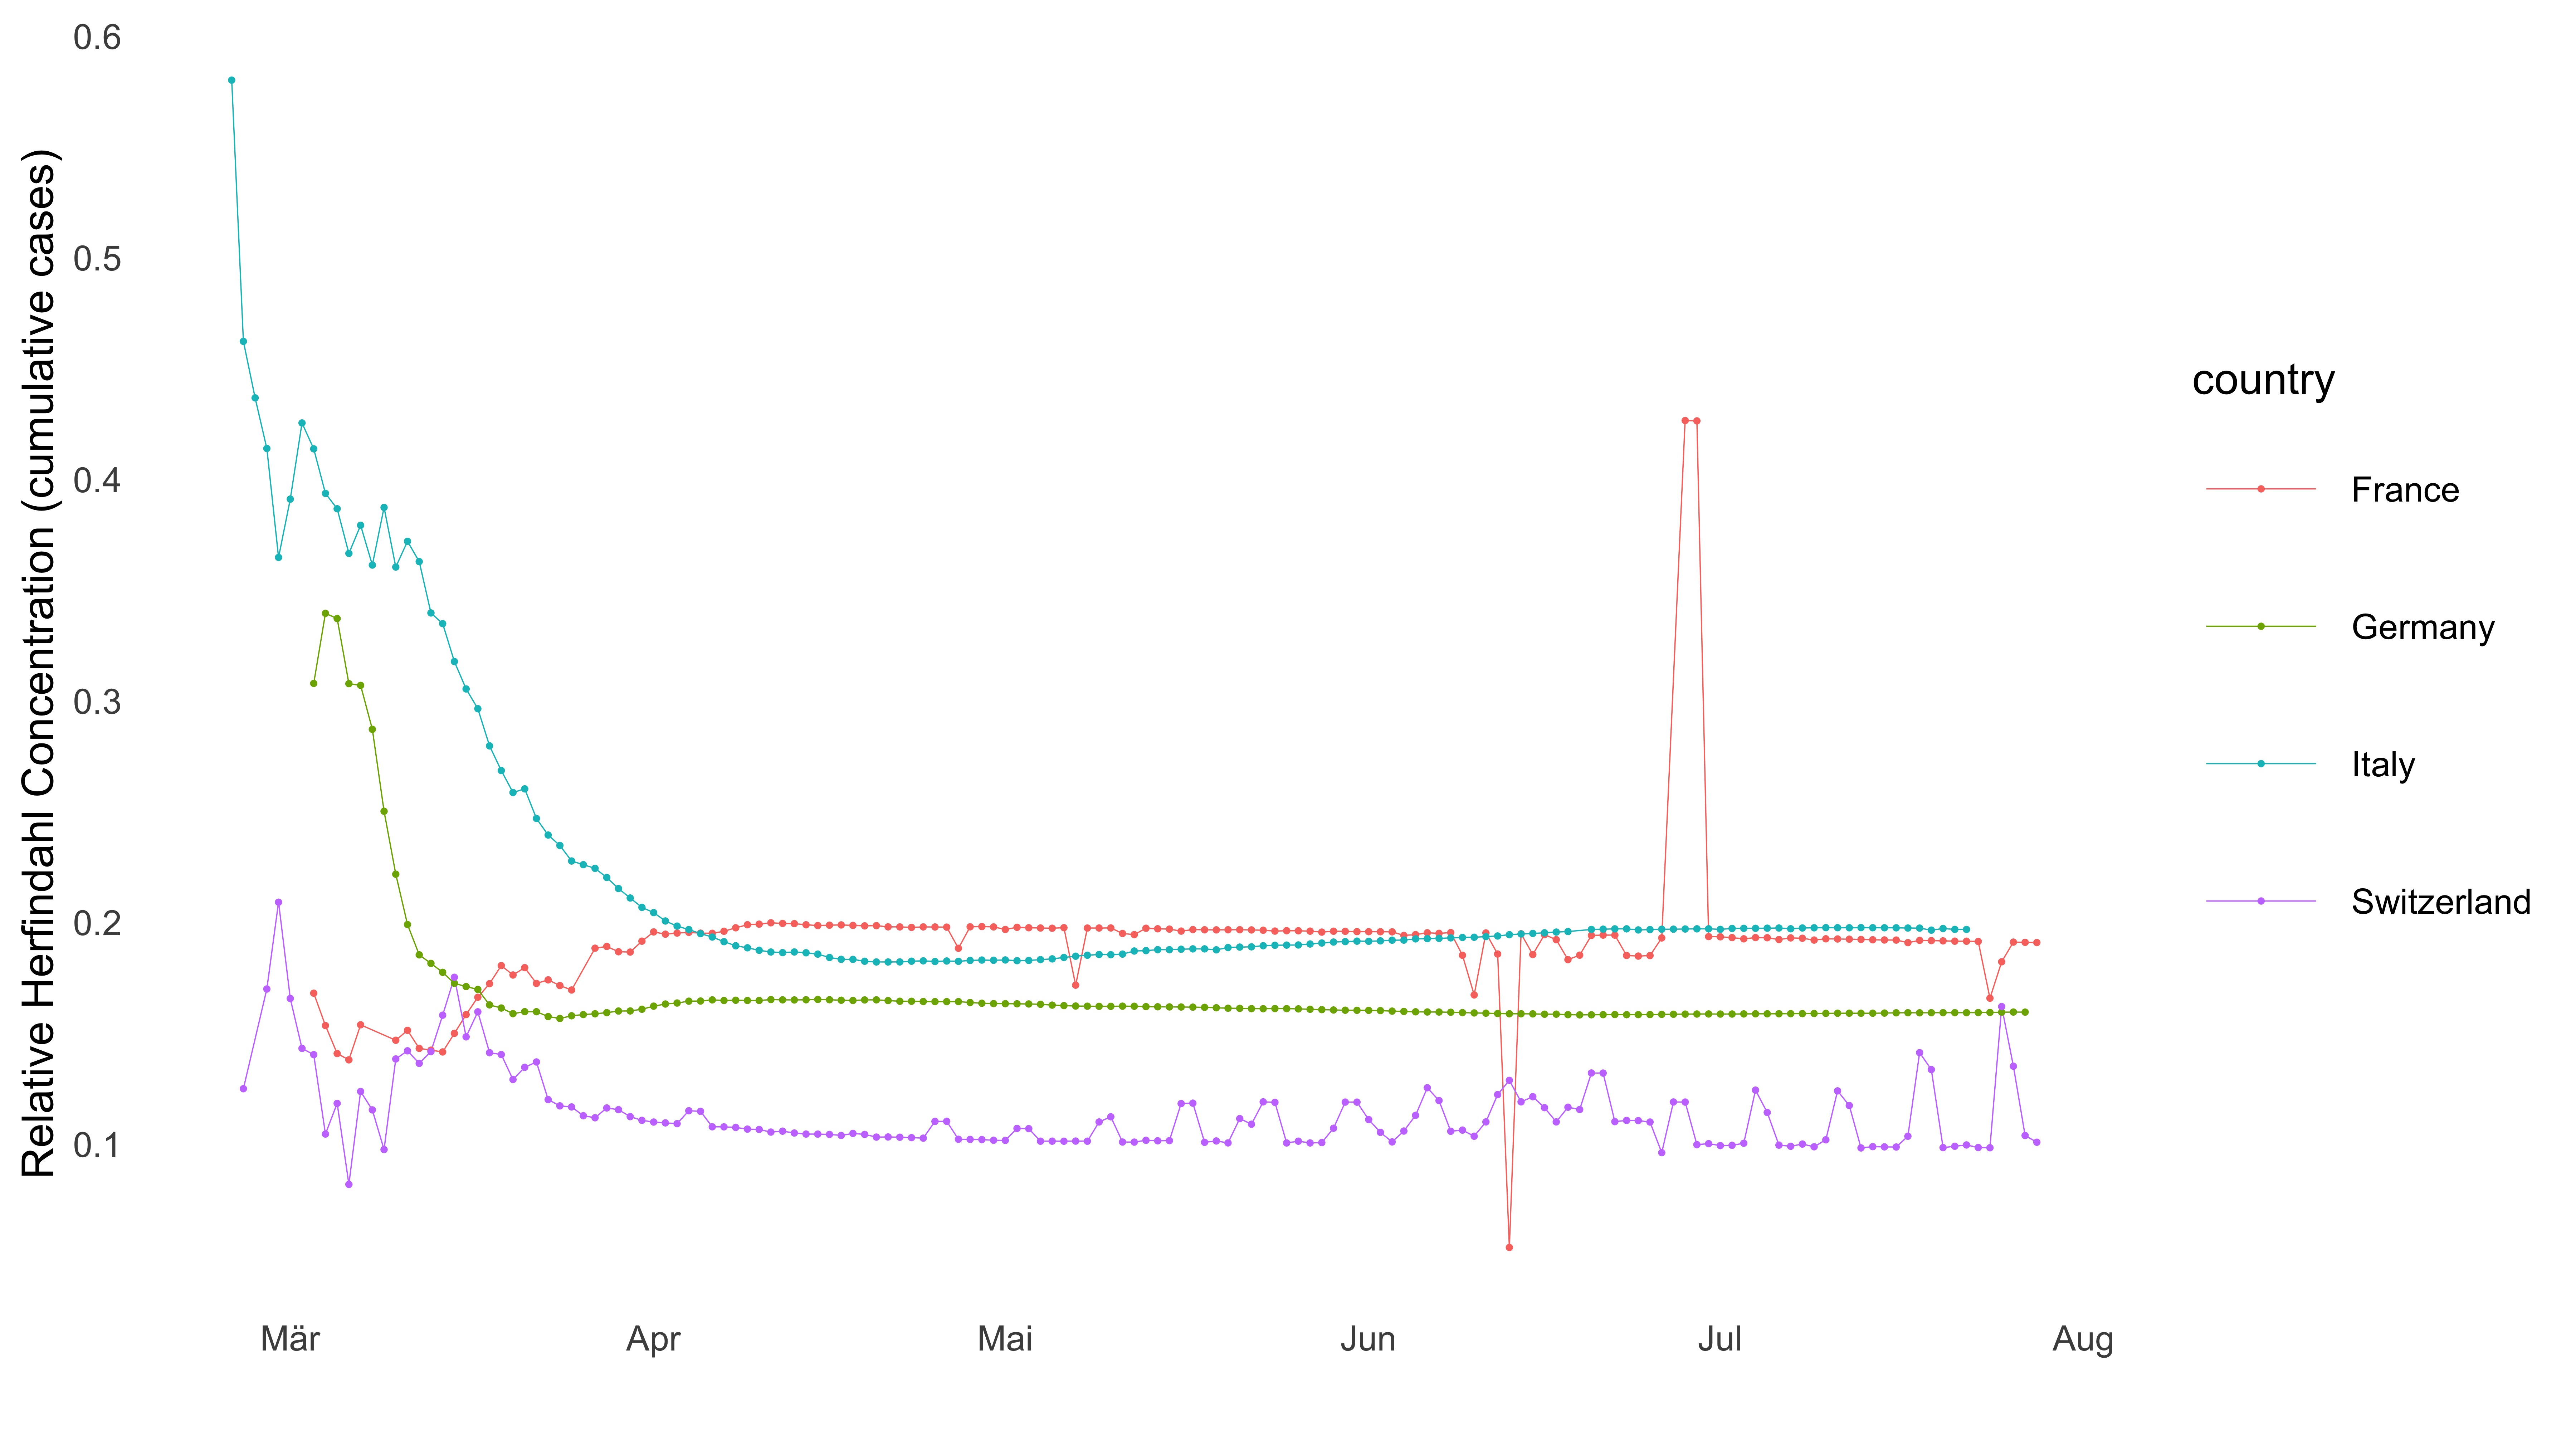 Relative Herfindahl Concentration (cumulative cases)
0.6
0.5
0.4
0.3
0.2
0.1
Mär Apr Mai Jun Jul Aug
country
France
Germany
Italy
Switzerland